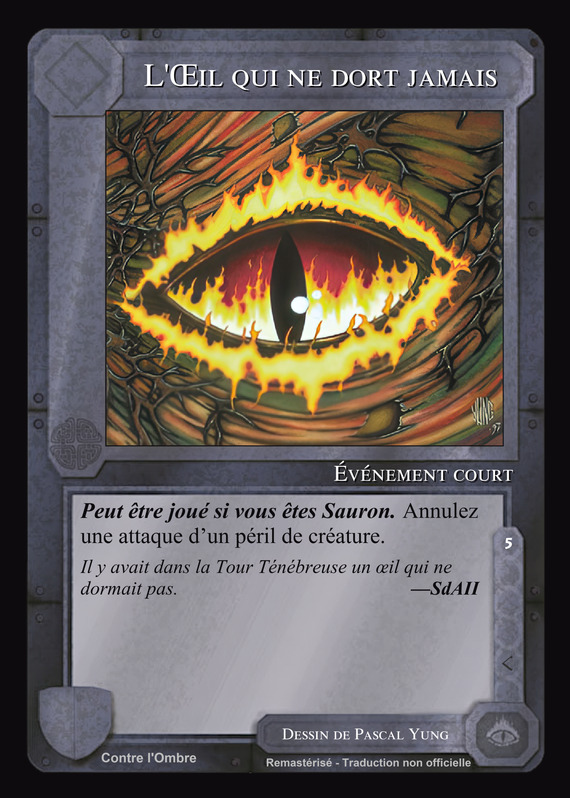 L'Œil qui ne dort jamais
YUNG
'97
Événement court
Peut être joué si vous êtes Sauron. Annulez
une attaque d’un péril de créature.
5
Il y avait dans la Tour Ténébreuse un œil qui ne
dormait pas. —SdAII
Dessin de Pascal Yung
Contre l'Ombre
Remastérisé - Traduction non officielle